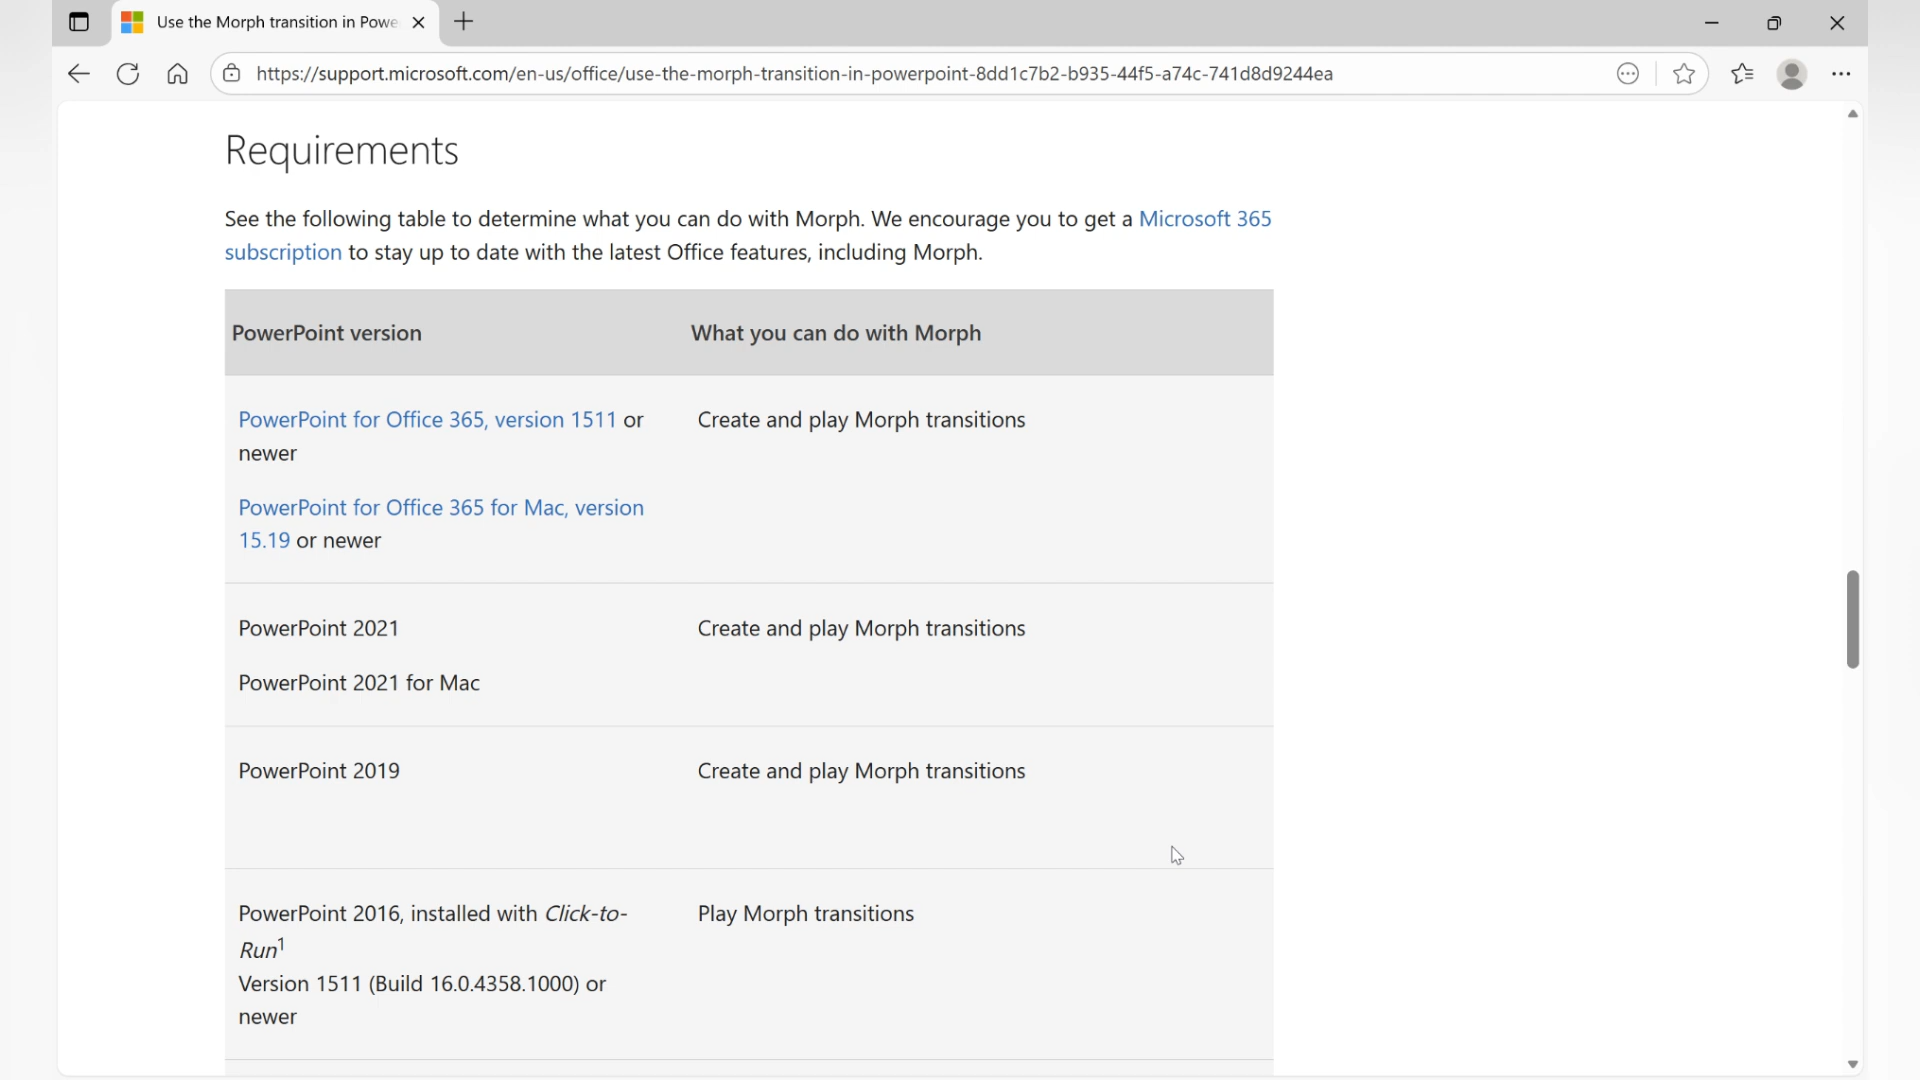 Use the Morph transition in Powe
https://support.microsoft.com/en-us/office/use-the-morph-transition-in-powerpoint-8dd1c7b2-b935-44f5-a74c-741d8d9244ea
Requirements
See the following table to determine what you can do with Morph. We encourage you to get a Microsoft 365
subscription to stay up to date with the latest Office features, including Morph.
PowerPoint version What you can do with Morph
PowerPoint for Office 365, version 1511 or Create and play Morph transitions
newer
PowerPoint for Office 365 for Mac, version
15.19 or newer
PowerPoint 2021 Create and play Morph transitions
PowerPoint 2021 for Mac
PowerPoint 2019 Create and play Morph transitions
PowerPoint 2016, installed with Click-to- Play Morph transitions
Run1
Version 1511 (Build 16.0.4358.1000) or
newer